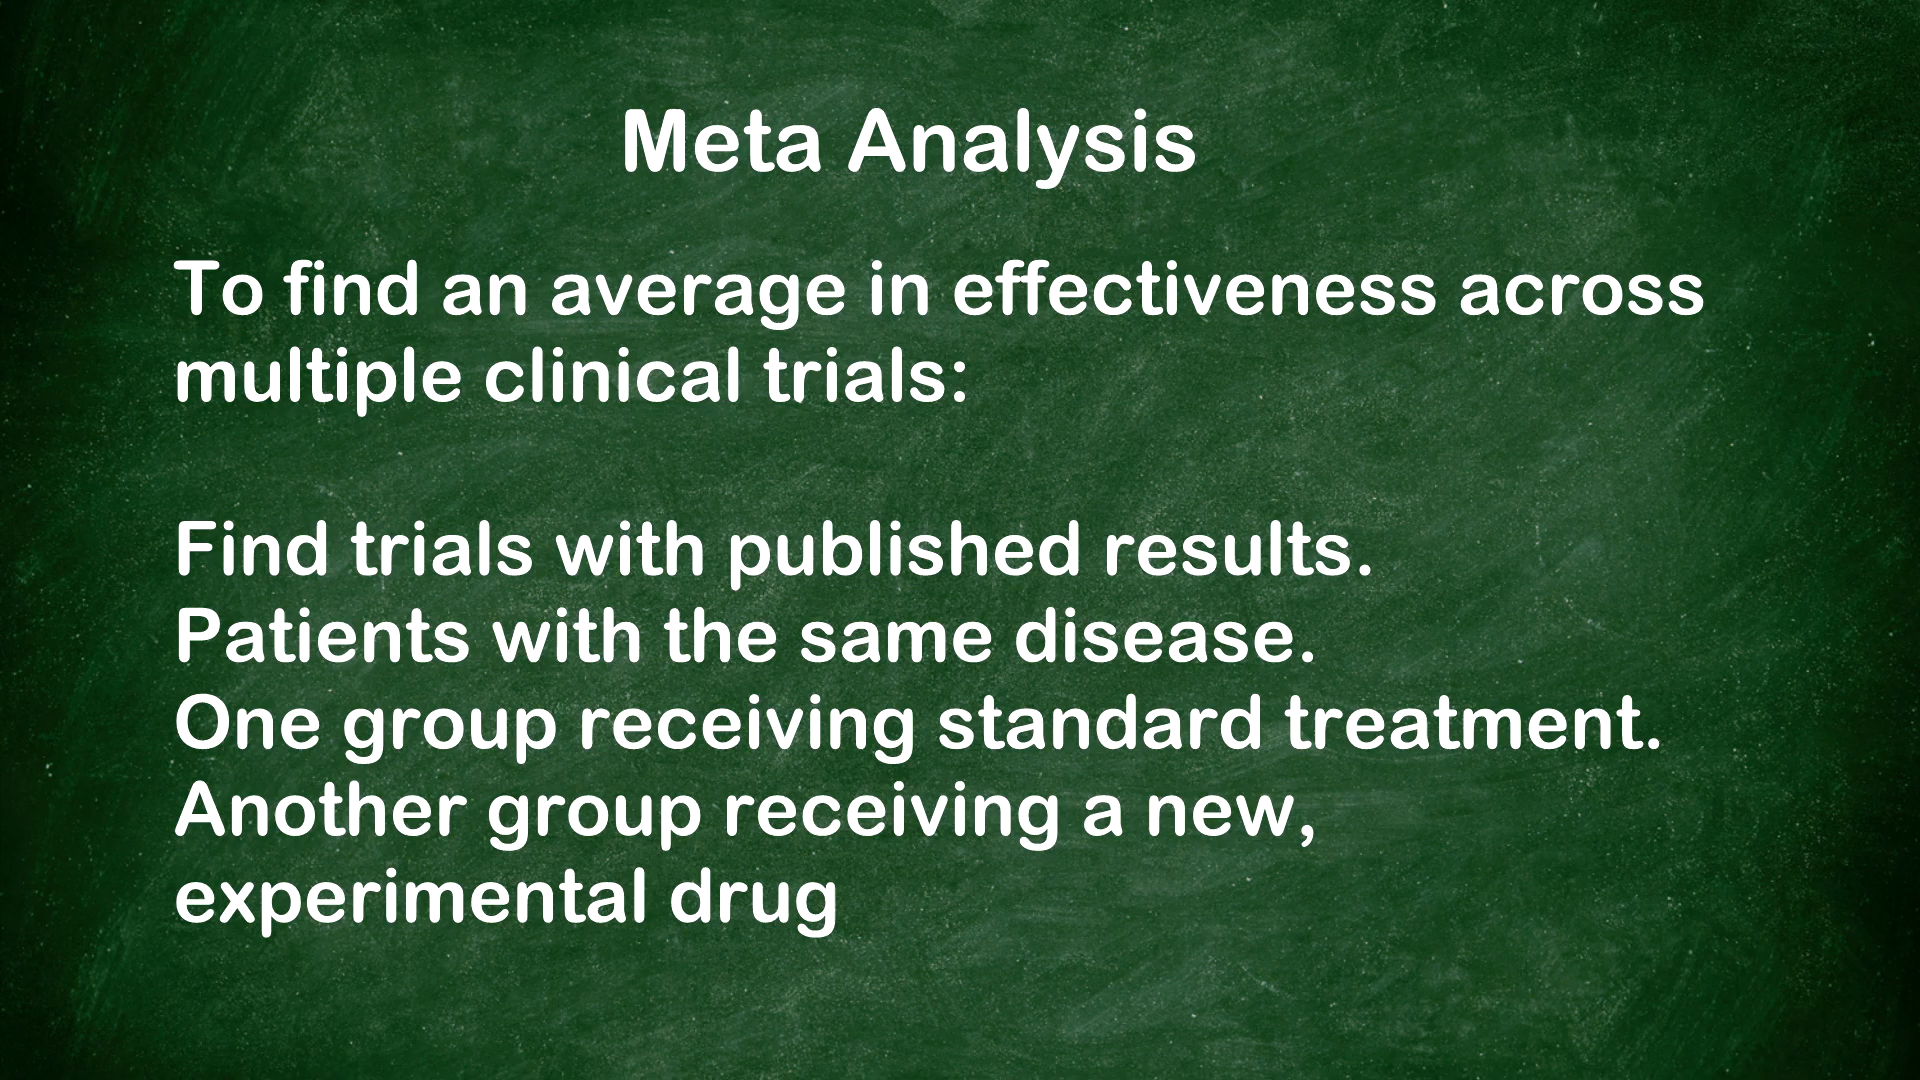 Meta Analysis
To find an average in effectiveness across
multiple clinical trials:
Find trials with published results.
Patients with the same disease.
One group receiving standard treatment.
Another group receiving a new,
experimental drug